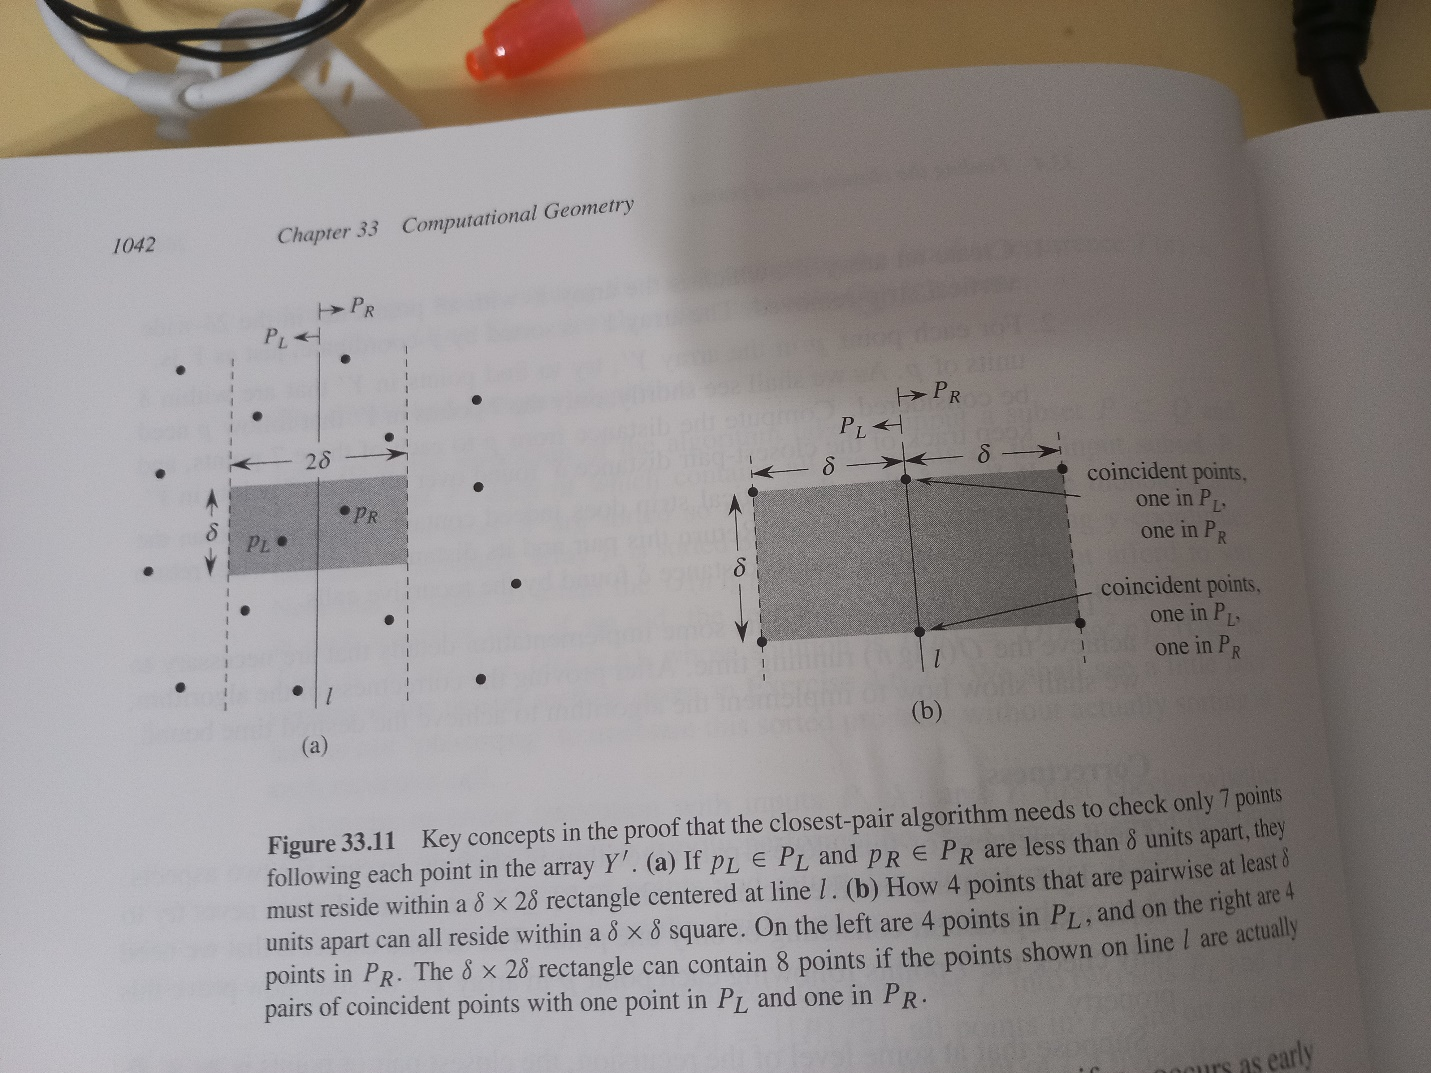 1042 Chapter 33 Computational Geometry
P_R
P_L
2δ
δ
p_R
p_L
l
(a)
P_R
P_L
δ δ
δ
coincident points,
one in P_L,
one in P_R
coincident points,
one in P_L,
one in P_R
l
(b)
Figure 33.11 Key concepts in the proof that the closest-pair algorithm needs to check only 7 points
following each point in the array Y′. (a) If p_L ∈ P_L and p_R ∈ P_R are less than δ units apart, they
must reside within a δ × 2δ rectangle centered at line l. (b) How 4 points that are pairwise at least δ
units apart can all reside within a δ × δ square. On the left are 4 points in P_L, and on the right are 4
points in P_R. The δ × 2δ rectangle can contain 8 points if the points shown on line l are actually
pairs of coincident points with one point in P_L and one in P_R.
occurs as early